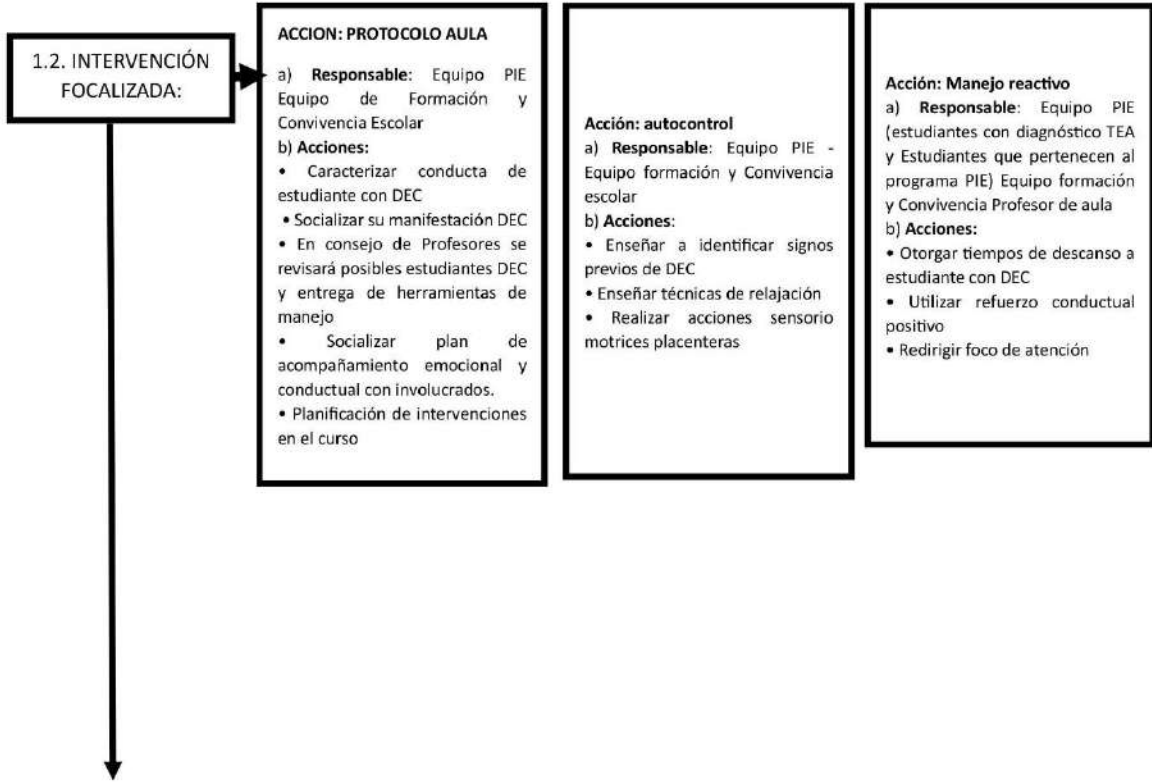 1.2. INTERVENCIÓN
FOCALIZADA:
ACCION: PROTOCOLO AULA
a) Responsable: Equipo PIE
Equipo de Formación y
Convivencia Escolar
b) Acciones:
• Caracterizar conducta de
estudiante con DEC
• Socializar su manifestación DEC
• En consejo de Profesores se
revisará posibles estudiantes DEC
y entrega de herramientas de
manejo
• Socializar plan de
acompañamiento emocional y
conductual con involucrados.
• Planificación de intervenciones
en el curso
Acción: autocontrol
a) Responsable: Equipo PIE -
Equipo formación y Convivencia
escolar
b) Acciones:
• Enseñar a identificar signos
previos de DEC
• Enseñar técnicas de relajación
• Realizar acciones sensorio
motrices placenteras
Acción: Manejo reactivo
a) Responsable: Equipo PIE
(estudiantes con diagnóstico TEA
y Estudiantes que pertenecen al
programa PIE) Equipo formación
y Convivencia Profesor de aula
b) Acciones:
• Otorgar tiempos de descanso a
estudiante con DEC
• Utilizar refuerzo conductual
positivo
• Redirigir foco de atención